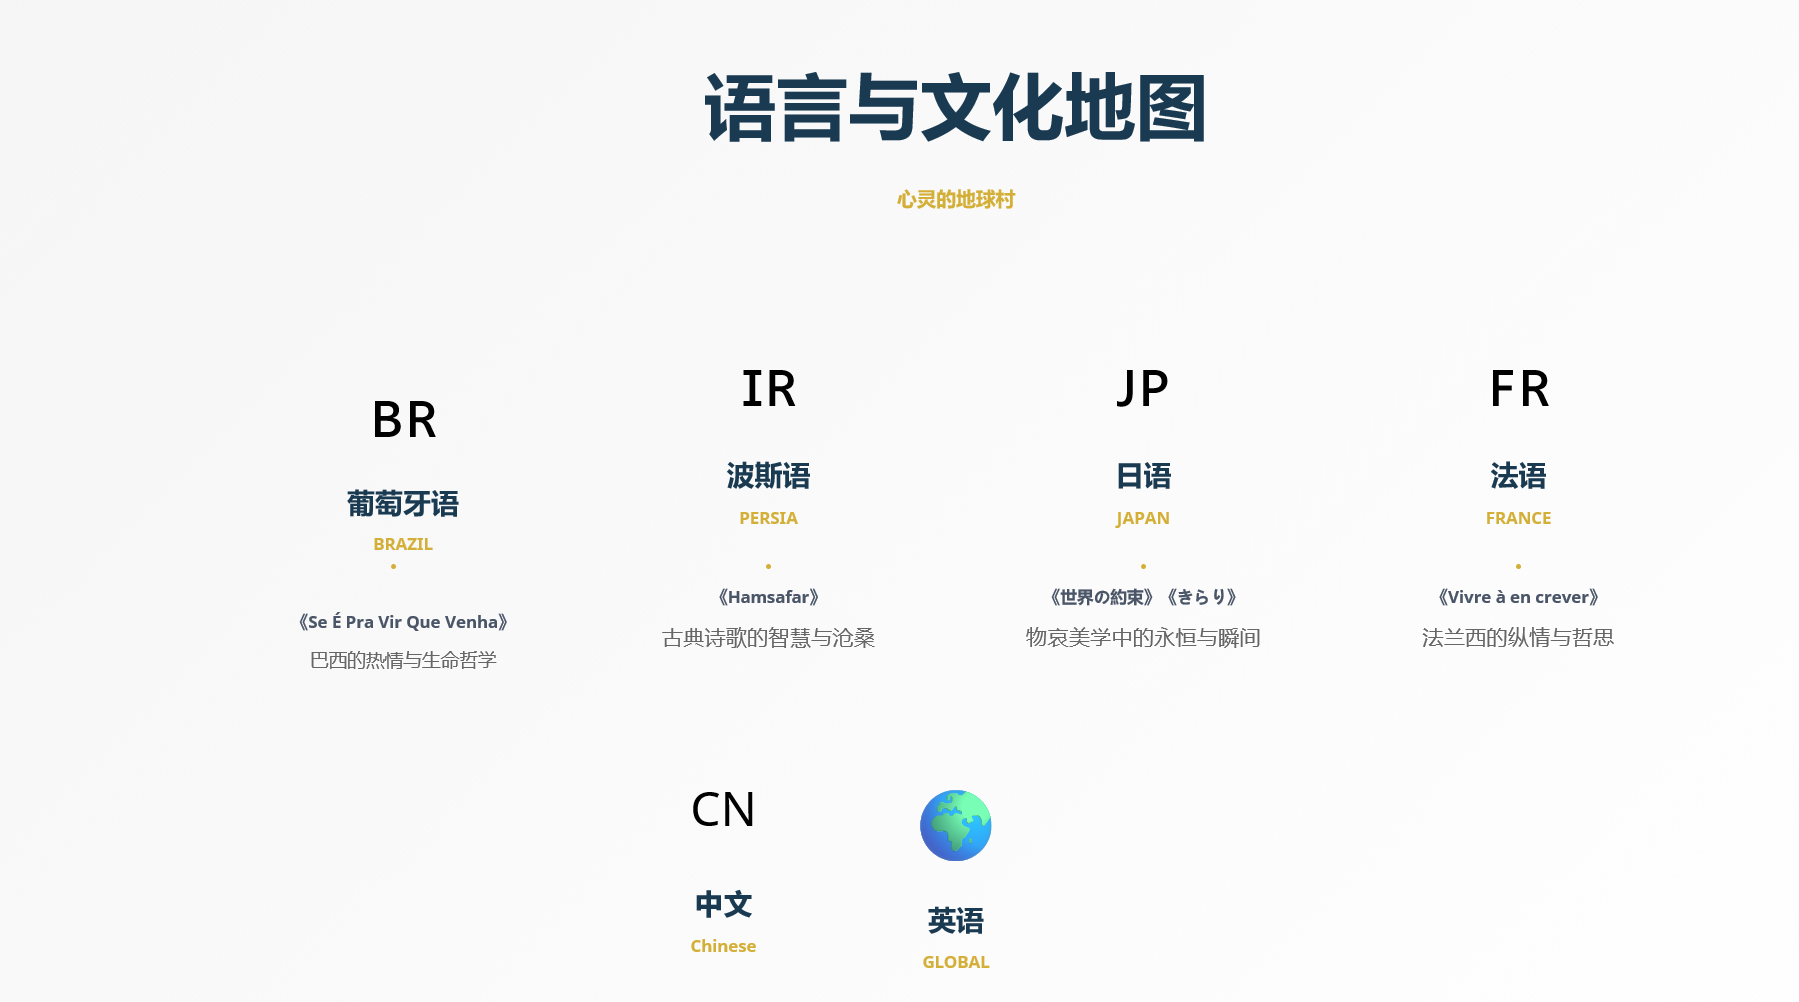 语言与文化地图
心灵的地球村
BR
葡萄牙语
BRAZIL
《Se É Pra Vir Que Venha》
巴西的热情与生命哲学
IR
波斯语
PERSIA
《Hamsafar》
古典诗歌的智慧与沧桑
JP
日语
JAPAN
《世界の約束》《きらり》
物哀美学中的永恒与瞬间
FR
法语
FRANCE
《Vivre à en crever》
法兰西的纵情与哲思
CN
中文
Chinese
英语
GLOBAL